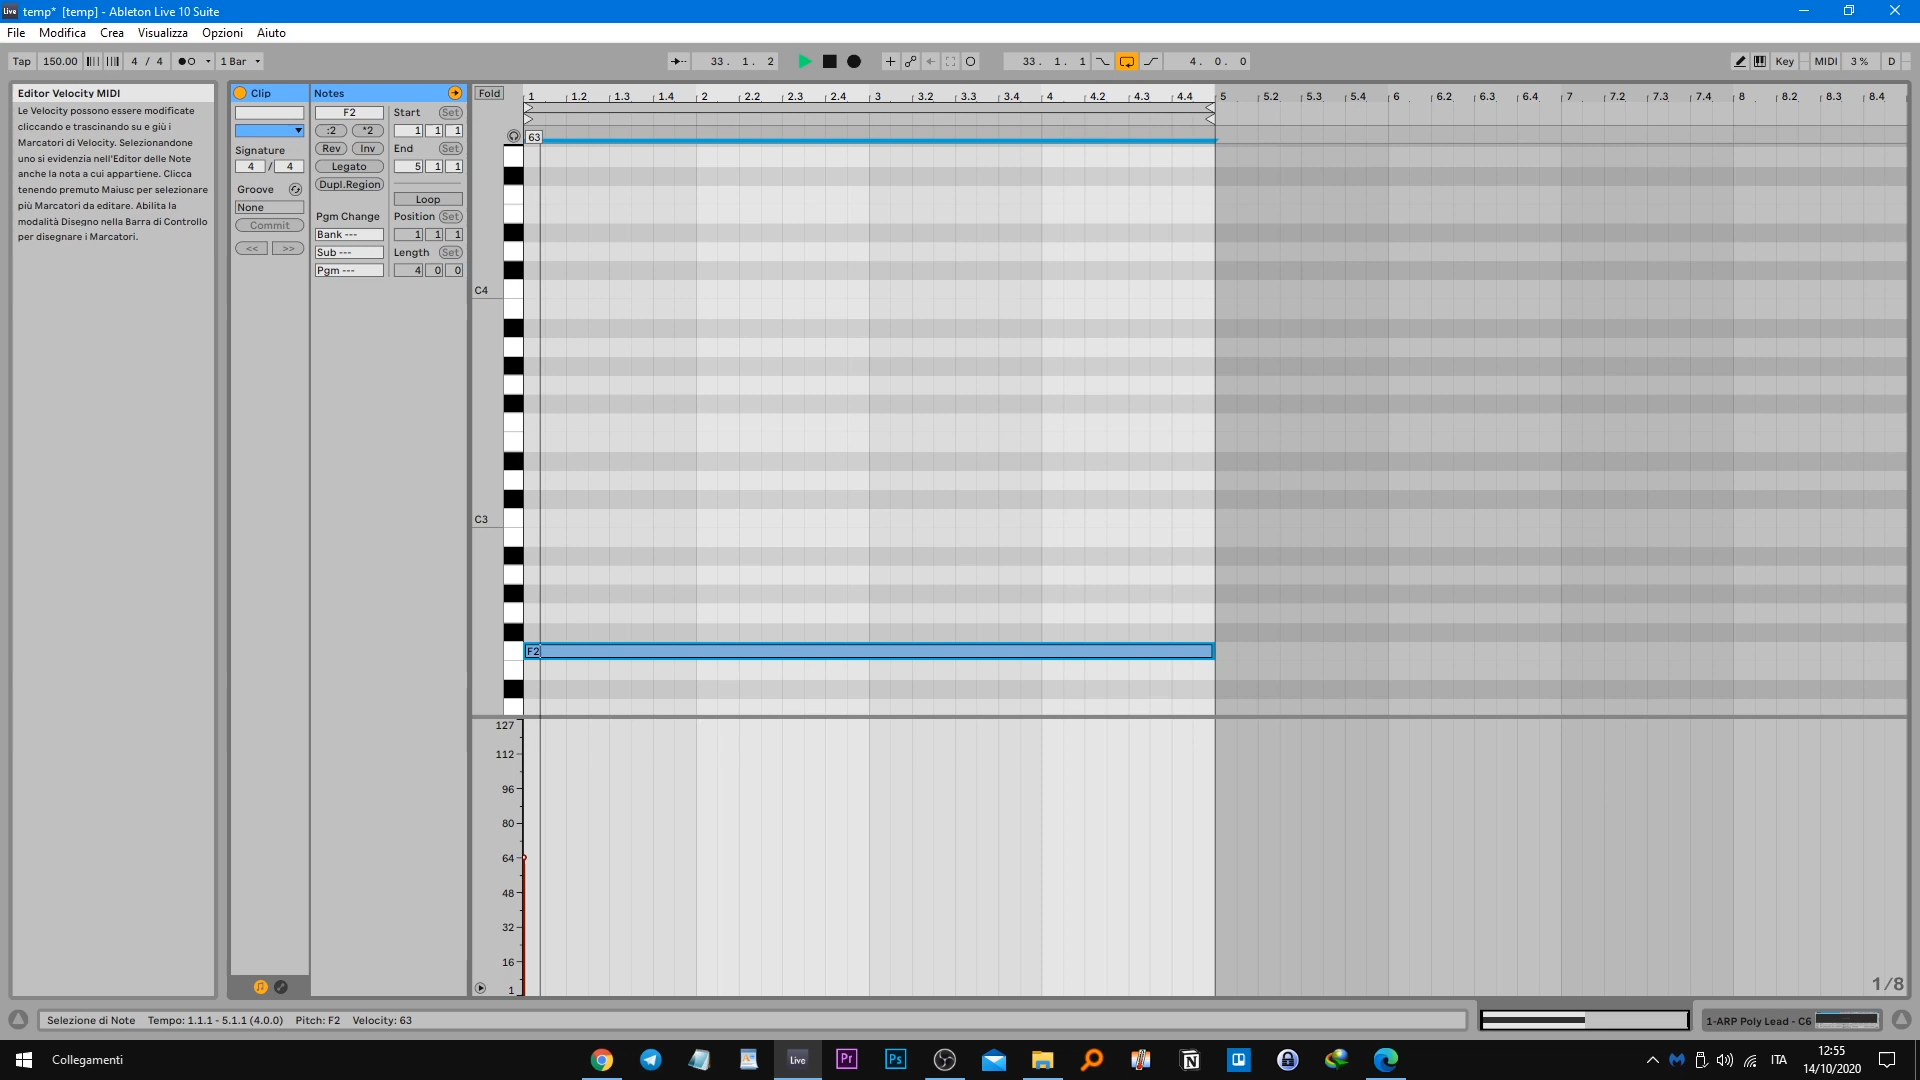 temp* [temp] - Ableton Live 10 Suite
File Modifica Crea Visualizza Opzioni Aiuto
Tap 150.00 4 / 4 1 Bar 33. 1. 2 33. 1. 1 4. 0. 0 Key MIDI 3 % D
Editor Velocity MIDI
Le Velocity possono essere modificate
cliccando e trascinando su e giù i
Marcatori di Velocity. Selezionandone
uno si evidenzia nell'Editor delle Note
anche la nota a cui appartiene. Clicca
tenendo premuto Maiusc per selezionare
più Marcatori da editare. Abilita la
modalità Disegno nella Barra di Controllo
per disegnare i Marcatori.
Clip
Signature
4 / 4
Groove
None
Commit
<< >>
Notes
F2
:2 *2
Rev Inv
Legato
Dupl.Region
Pgm Change
Bank ---
Sub ---
Pgm ---
Start Set
1 1 1
End Set
5 1 1
Loop
Position Set
1 1 1
Length Set
4 0 0
Fold
1 1.2 1.3 1.4 2 2.2 2.3 2.4 3 3.2 3.3 3.4 4 4.2 4.3 4.4 5 5.2 5.3 5.4 6 6.2 6.3 6.4 7 7.2 7.3 7.4 8 8.2 8.3 8.4
63
C4
C3
F2
127
112
96
80
64
48
32
16
1
1/8
Selezione di Note Tempo: 1.1.1 - 5.1.1 (4.0.0) Pitch: F2 Velocity: 63
1-ARP Poly Lead - C6
Collegamenti
Live
Pr
Ps
ITA
12:55
14/10/2020